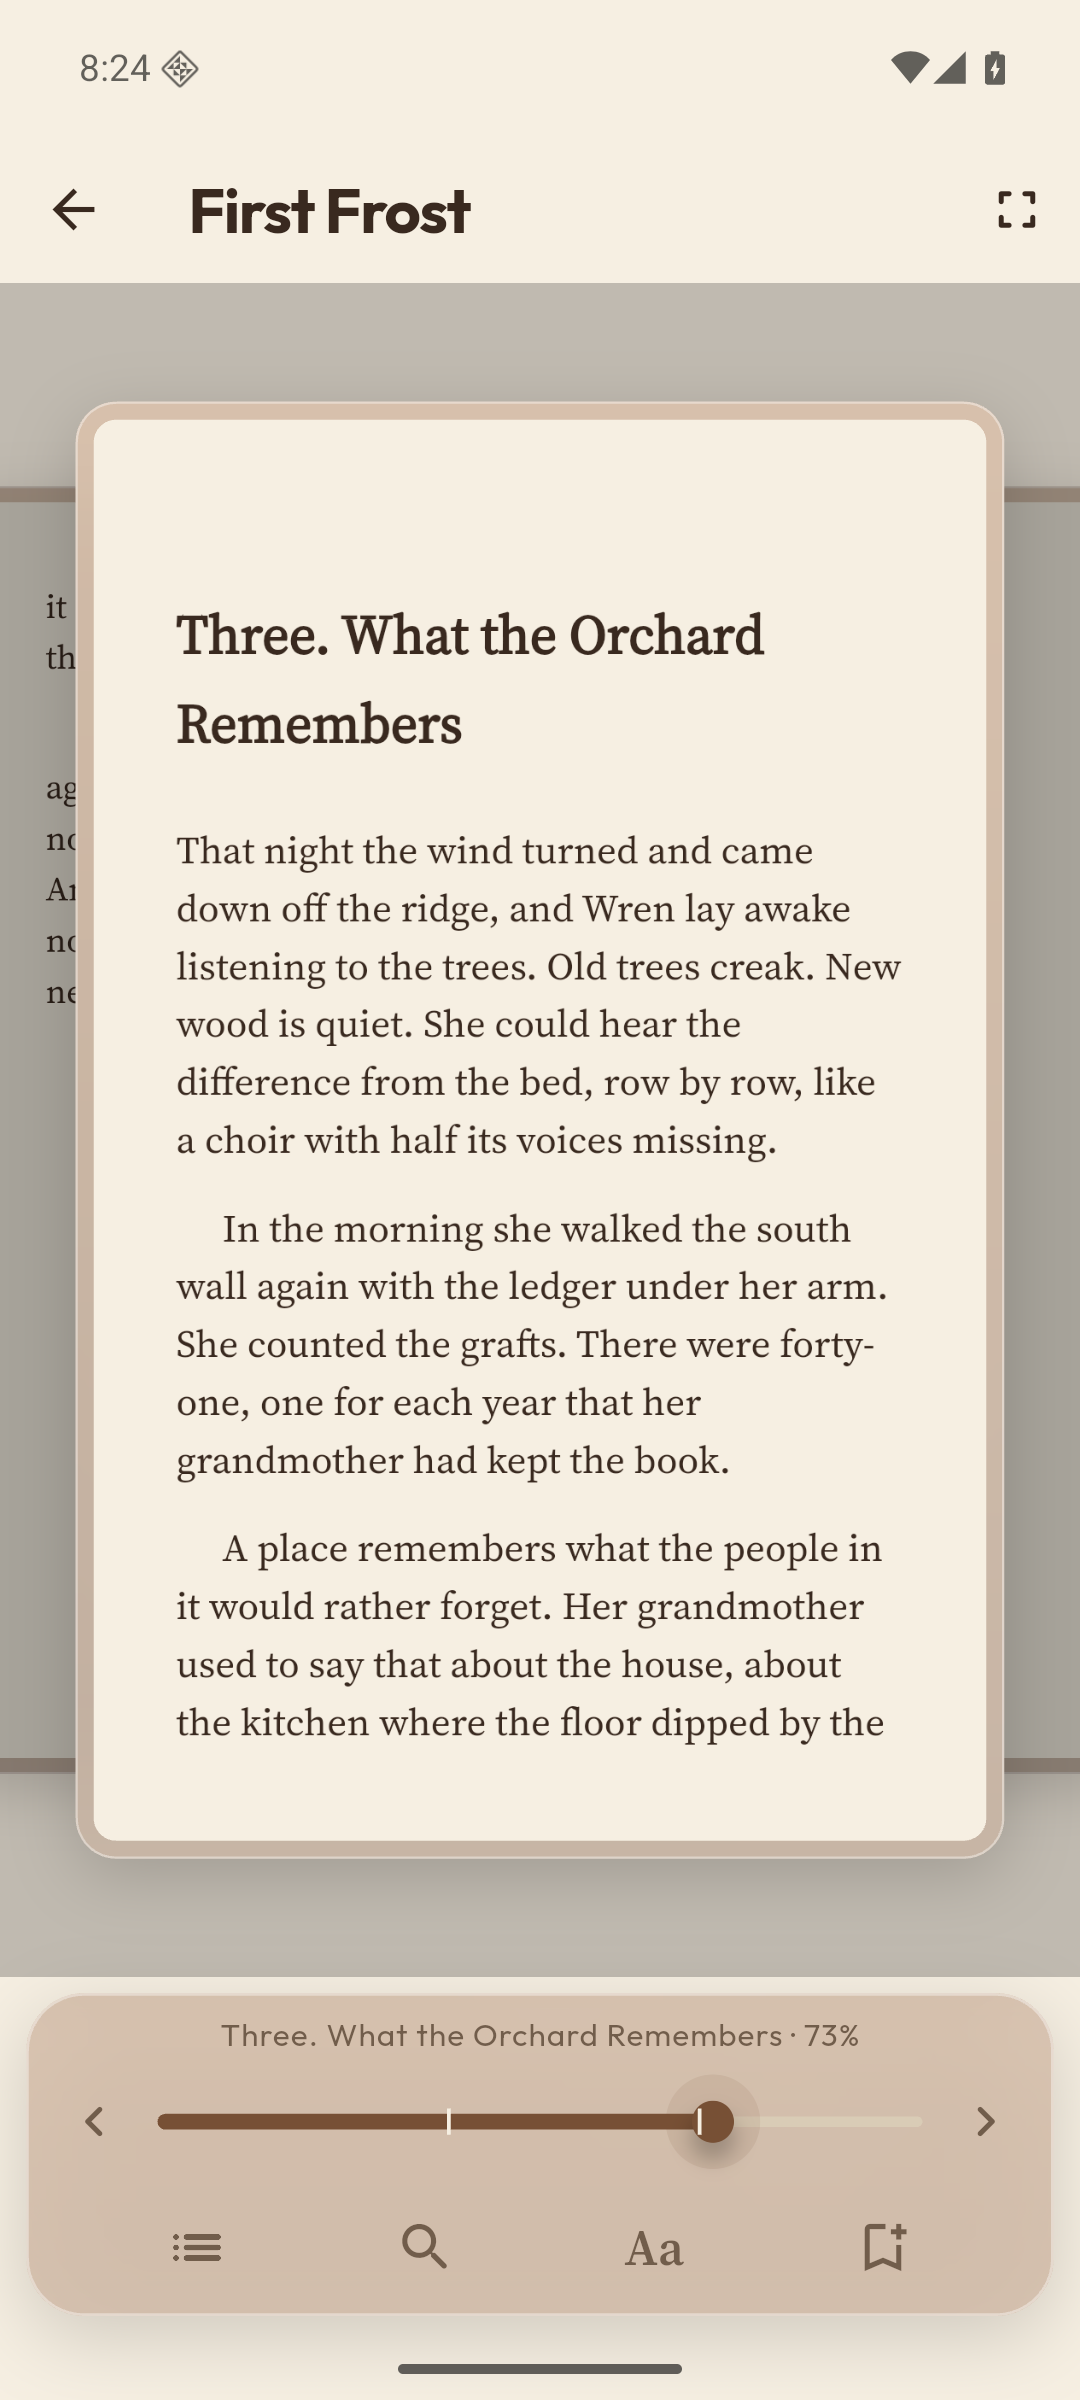 8:24
First Frost
it
th
ag
no
Ar
no
ne
Three. What the Orchard
Remembers
That night the wind turned and came
down off the ridge, and Wren lay awake
listening to the trees. Old trees creak. New
wood is quiet. She could hear the
difference from the bed, row by row, like
a choir with half its voices missing.
In the morning she walked the south
wall again with the ledger under her arm.
She counted the grafts. There were forty-
one, one for each year that her
grandmother had kept the book.
A place remembers what the people in
it would rather forget. Her grandmother
used to say that about the house, about
the kitchen where the floor dipped by the
Three. What the Orchard Remembers · 73%
Aa